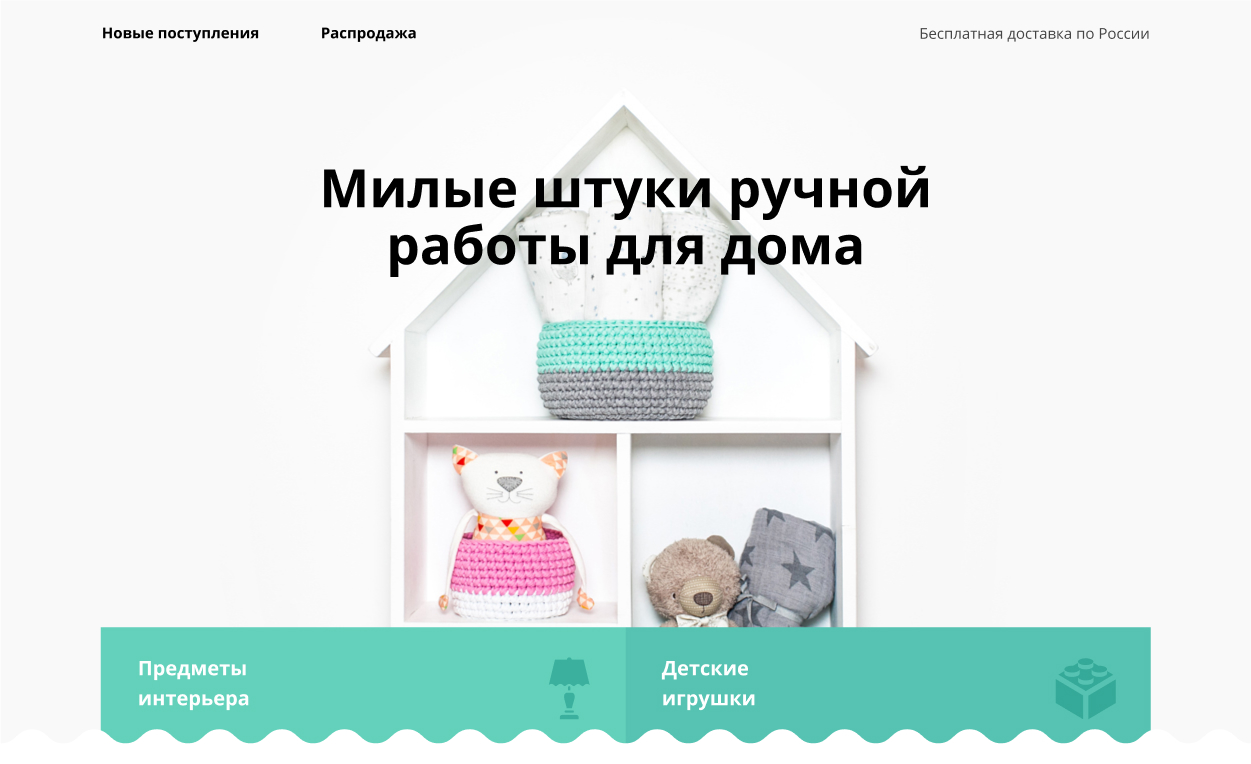 Новые поступления
Распродажа
Бесплатная доставка по России
Милые штуки ручной
работы для дома
Предметы
интерьера
Детские
игрушки